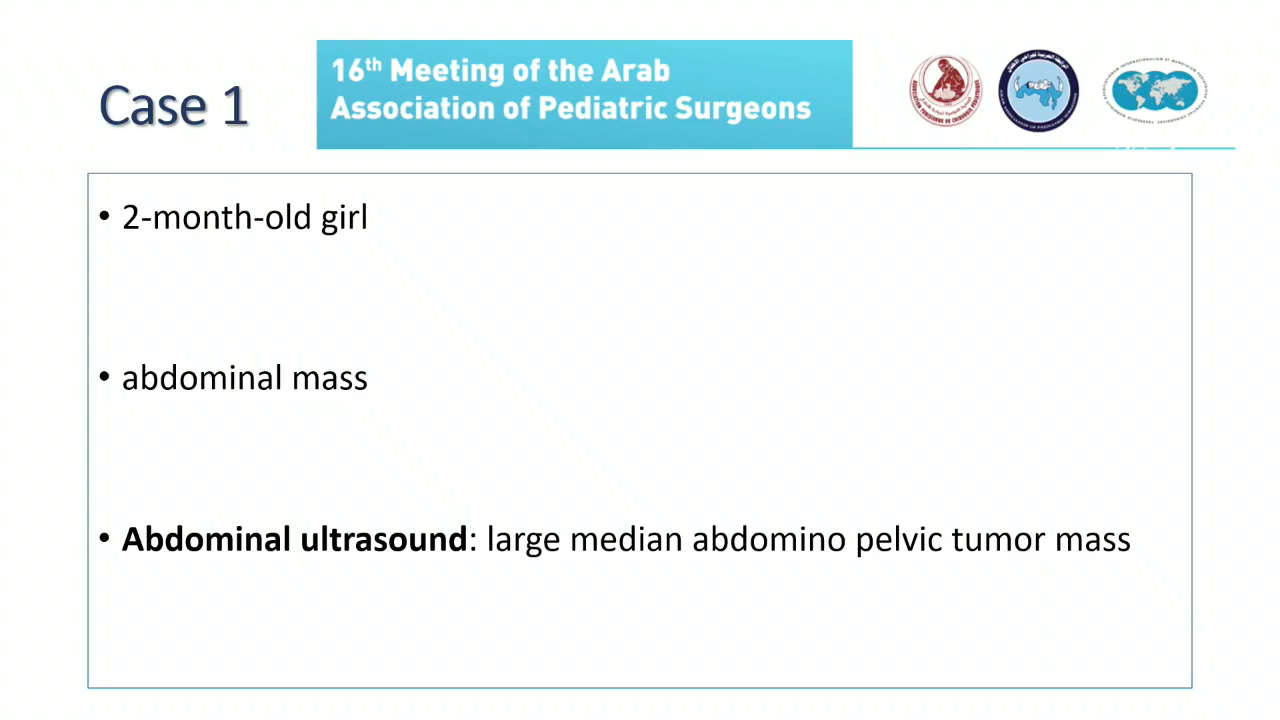 Case 1
16th Meeting of the Arab
Association of Pediatric Surgeons
• 2-month-old girl
• abdominal mass
• Abdominal ultrasound: large median abdomino pelvic tumor mass